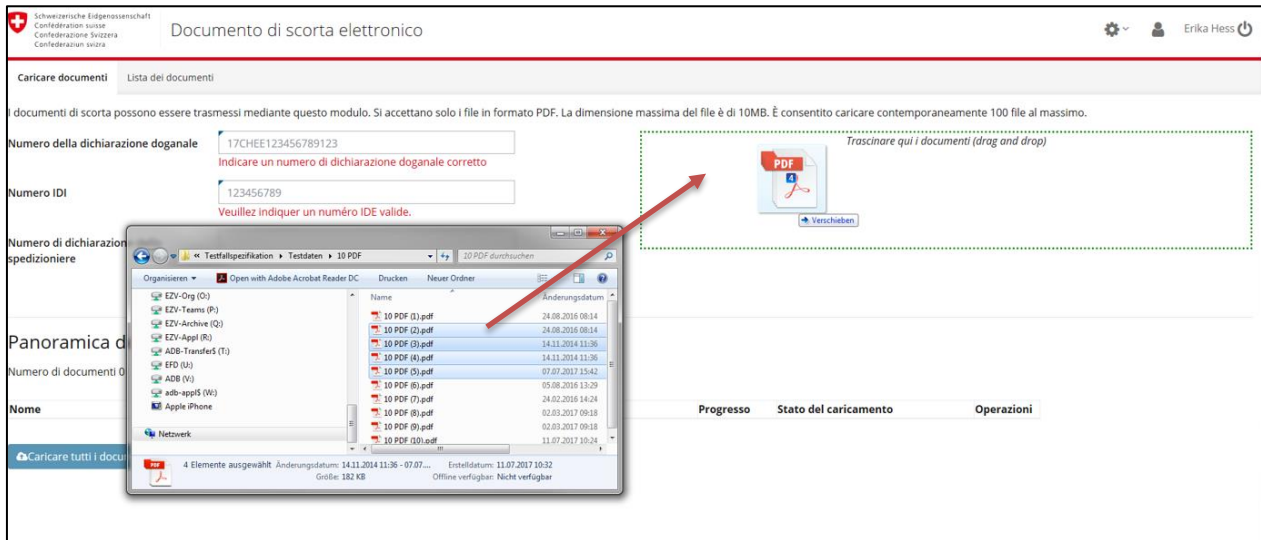 Schweizerische Eidgenossenschaft
Confédération suisse
Confederazione Svizzera
Confederaziun svizra
Documento di scorta elettronico
Erika Hess
Caricare documenti Lista dei documenti
I documenti di scorta possono essere trasmessi mediante questo modulo. Si accettano solo i file in formato PDF. La dimensione massima del file è di 10MB. È consentito caricare contemporaneamente 100 file al massimo.
Numero della dichiarazione doganale
17CHEE123456789123
Indicare un numero di dichiarazione doganale corretto
Numero IDI
123456789
Veuillez indiquer un numéro IDE valide.
Numero di dichiarazion
spedizioniere
Trascinare qui i documenti (drag and drop)
PDF
4
Verschieben
« Testfallspezifikation Testdaten 10 PDF
10 PDF durchsuchen
Organisieren Open with Adobe Acrobat Reader DC Drucken Neuer Ordner
EZV-Org (O:)
EZV-Teams (P:)
EZV-Archive (Q:)
EZV-Appl (R:)
ADB-Transfer$ (T:)
EFD (U:)
ADB (V:)
adb-appl$ (W:)
Apple iPhone
Netzwerk
Name Änderungsdatum
10 PDF (1).pdf 24.08.2016 08:14
10 PDF (2).pdf 24.08.2016 08:14
10 PDF (3).pdf 14.11.2014 11:36
10 PDF (4).pdf 14.11.2014 11:36
10 PDF (5).pdf 07.07.2017 15:42
10 PDF (6).pdf 05.08.2016 13:29
10 PDF (7).pdf 24.02.2016 14:24
10 PDF (8).pdf 02.03.2017 09:18
10 PDF (9).pdf 02.03.2017 09:18
10 PDF (10).pdf 11.07.2017 10:24
PDF
4 Elemente ausgewählt Änderungsdatum: 14.11.2014 11:36 - 07.07.... Erstelldatum: 11.07.2017 10:32
Größe: 182 KB Offline verfügbar: Nicht verfügbar
Panoramica d
Numero di documenti 0
Nome Progresso Stato del caricamento Operazioni
Caricare tutti i docu